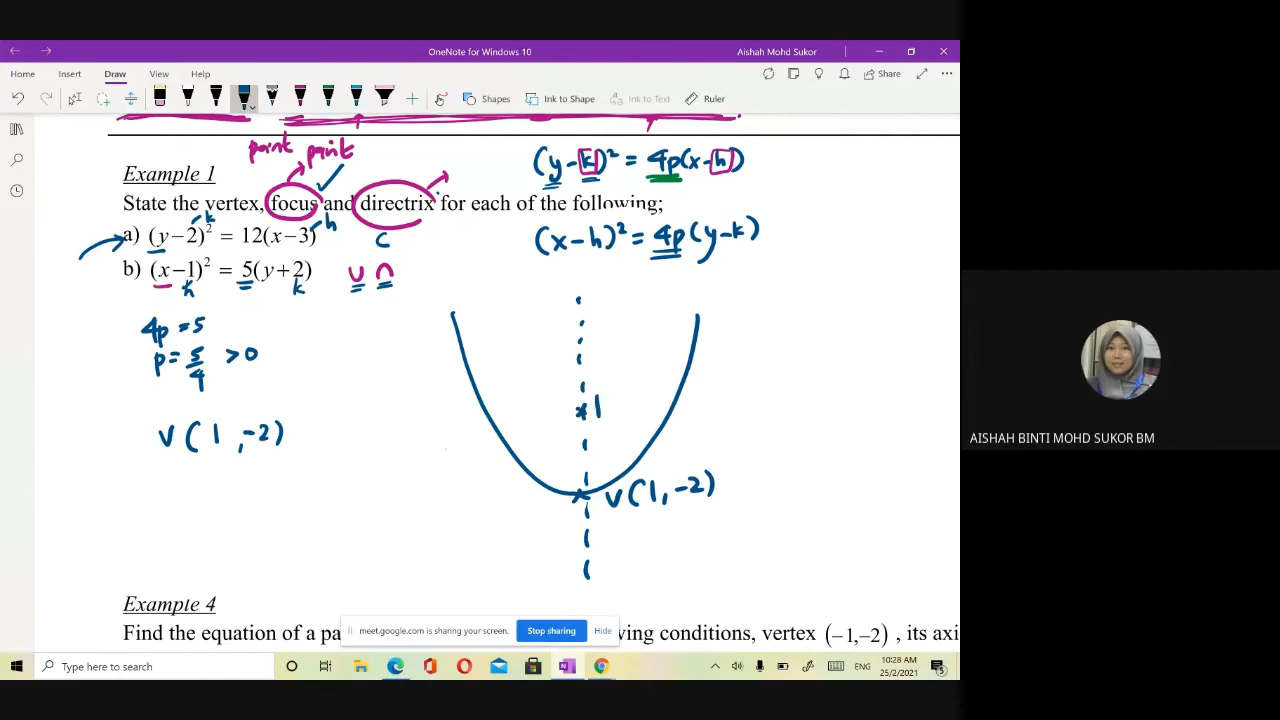 OneNote for Windows 10
Aishah Mohd Sukor
Home Insert Draw View Help
Share
Shapes Ink to Shape Ink to Text Ruler
point point
(y-k)² = 4p(x-h)
Example 1
State the vertex, focus and directrix for each of the following;
k
h
a) (y−2)² = 12(x−3)
c
(x-h)² = 4p(y-k)
b) (x−1)² = 5(y+2) ∪ ∩
h k
4p = 5
p = 5/4 > 0
1
V(1,-2)
V(1,-2)
AISHAH BINTI MOHD SUKOR BM
Example 4
Find the equation of a pa
wing conditions, vertex (−1,−2) , its axi
meet.google.com is sharing your screen. Stop sharing Hide
Type here to search
ENG
10:28 AM
25/2/2021
5